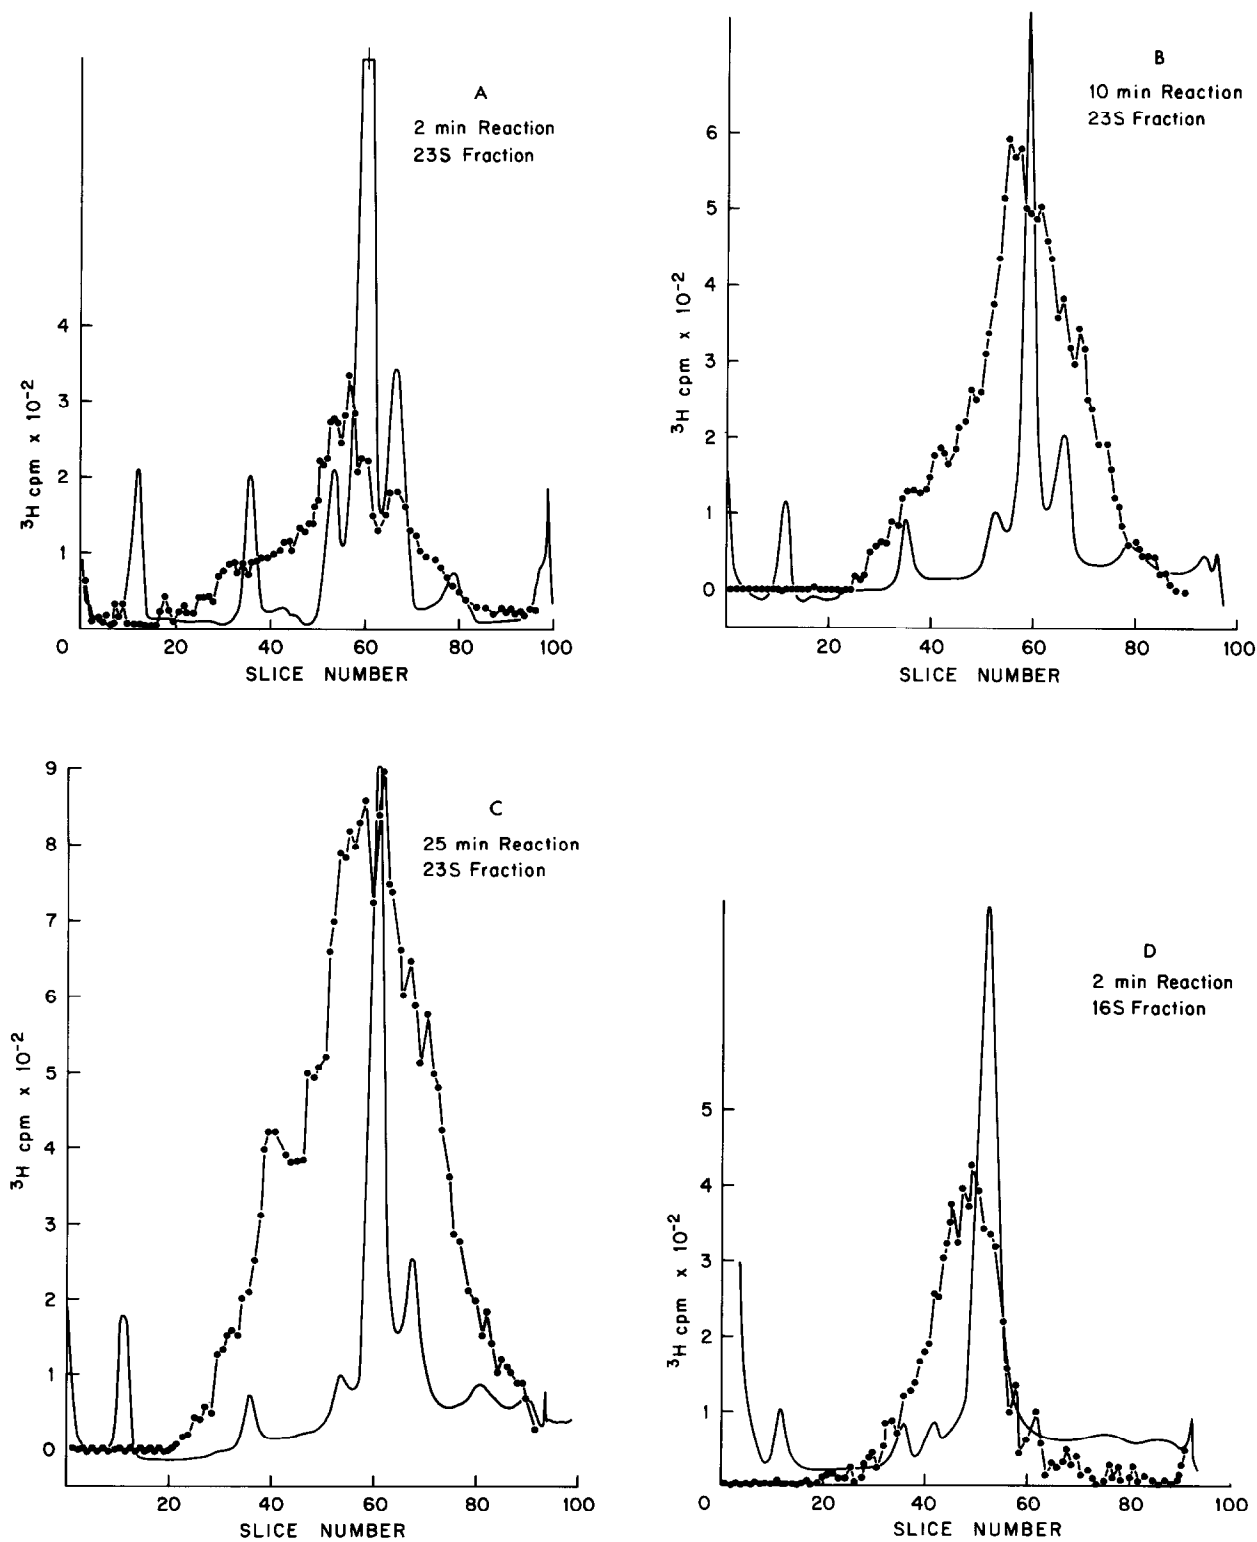 A
2 min Reaction
23S Fraction
4
3
2
1
³H cpm x 10⁻²
0 20 40 60 80 100
SLICE NUMBER
B
10 min Reaction
23S Fraction
6
5
4
3
2
1
0
³H cpm x 10⁻²
20 40 60 80 100
SLICE NUMBER
C
25 min Reaction
23S Fraction
9
8
7
6
5
4
3
2
1
0
³H cpm x 10⁻²
20 40 60 80 100
SLICE NUMBER
D
2 min Reaction
16S Fraction
5
4
3
2
1
³H cpm x 10⁻²
0 20 40 60 80 100
SLICE NUMBER